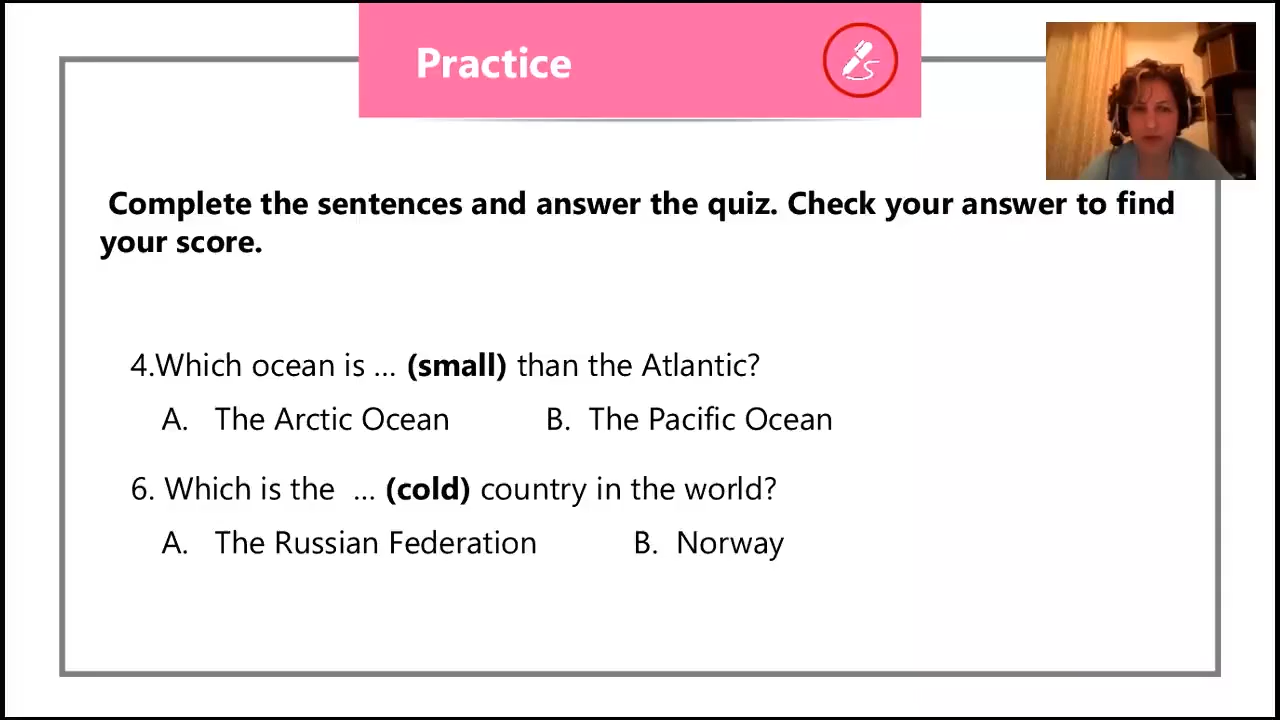 Practice
Complete the sentences and answer the quiz. Check your answer to find
your score.
4.Which ocean is ... (small) than the Atlantic?
A. The Arctic Ocean B. The Pacific Ocean
6. Which is the ... (cold) country in the world?
A. The Russian Federation B. Norway